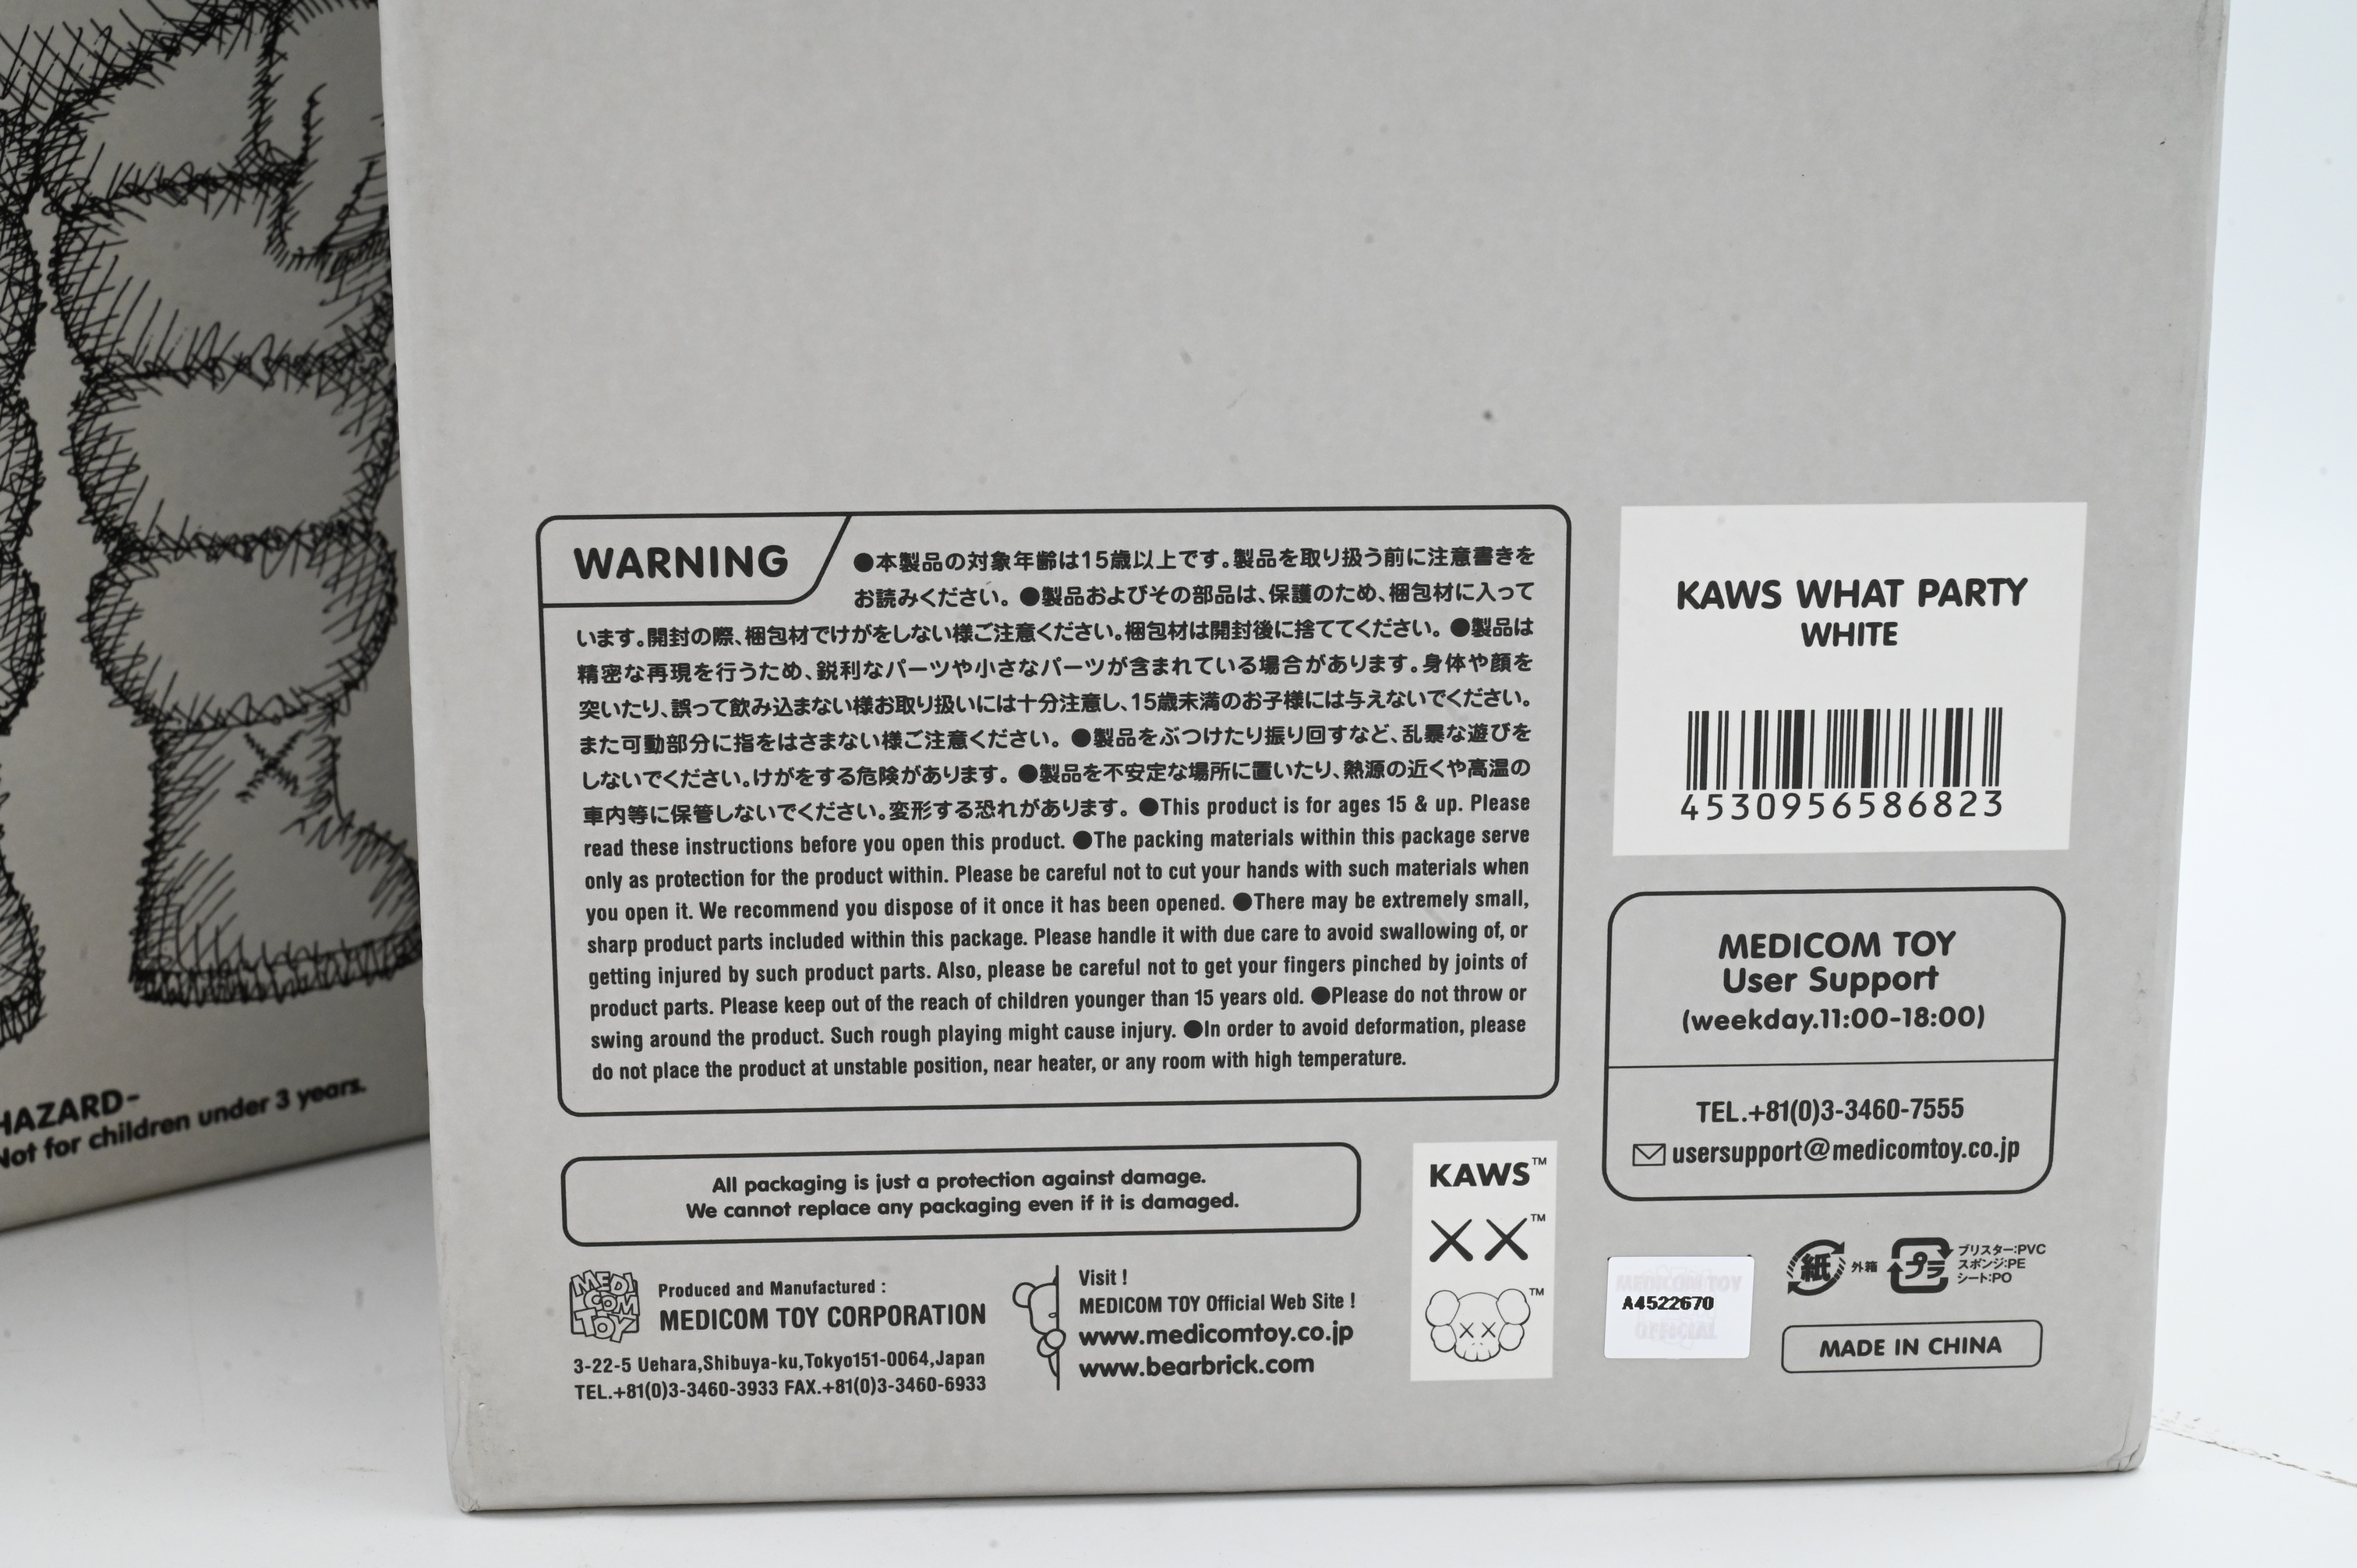 HAZARD-
Not for children under 3 years.
WARNING
●本製品の対象年齢は15歳以上です。製品を取り扱う前に注意書きを
お読みください。●製品およびその部品は、保護のため、梱包材に入って
います。開封の際、梱包材でけがをしない様ご注意ください。梱包材は開封後に捨ててください。●製品は
精密な再現を行うため、鋭利なパーツや小さなパーツが含まれている場合があります。身体や顔を
突いたり、誤って飲み込まない様お取り扱いには十分注意し、15歳未満のお子様には与えないでください。
また可動部分に指をはさまない様ご注意ください。●製品をぶつけたり振り回すなど、乱暴な遊びを
しないでください。けがをする危険があります。●製品を不安定な場所に置いたり、熱源の近くや高温の
車内等に保管しないでください。変形する恐れがあります。●This product is for ages 15 & up. Please
read these instructions before you open this product. ●The packing materials within this package serve
only as protection for the product within. Please be careful not to cut your hands with such materials when
you open it. We recommend you dispose of it once it has been opened. ●There may be extremely small,
sharp product parts included within this package. Please handle it with due care to avoid swallowing of, or
getting injured by such product parts. Also, please be careful not to get your fingers pinched by joints of
product parts. Please keep out of the reach of children younger than 15 years old. ●Please do not throw or
swing around the product. Such rough playing might cause injury. ●In order to avoid deformation, please
do not place the product at unstable position, near heater, or any room with high temperature.
All packaging is just a protection against damage.
We cannot replace any packaging even if it is damaged.
MEDICOM TOY
Produced and Manufactured :
MEDICOM TOY CORPORATION
3-22-5 Uehara,Shibuya-ku,Tokyo151-0064,Japan
TEL.+81(0)3-3460-3933 FAX.+81(0)3-3460-6933
Visit !
MEDICOM TOY Official Web Site !
www.medicomtoy.co.jp
www.bearbrick.com
KAWS™
XX™
™
KAWS WHAT PARTY
WHITE
4530956586823
MEDICOM TOY
User Support
(weekday.11:00-18:00)
TEL.+81(0)3-3460-7555
usersupport@medicomtoy.co.jp
MEDICOM TOY
A4522670
OFFICIAL
紙 外箱
プラ
ブリスター:PVC
スポンジ:PE
シート:PO
MADE IN CHINA